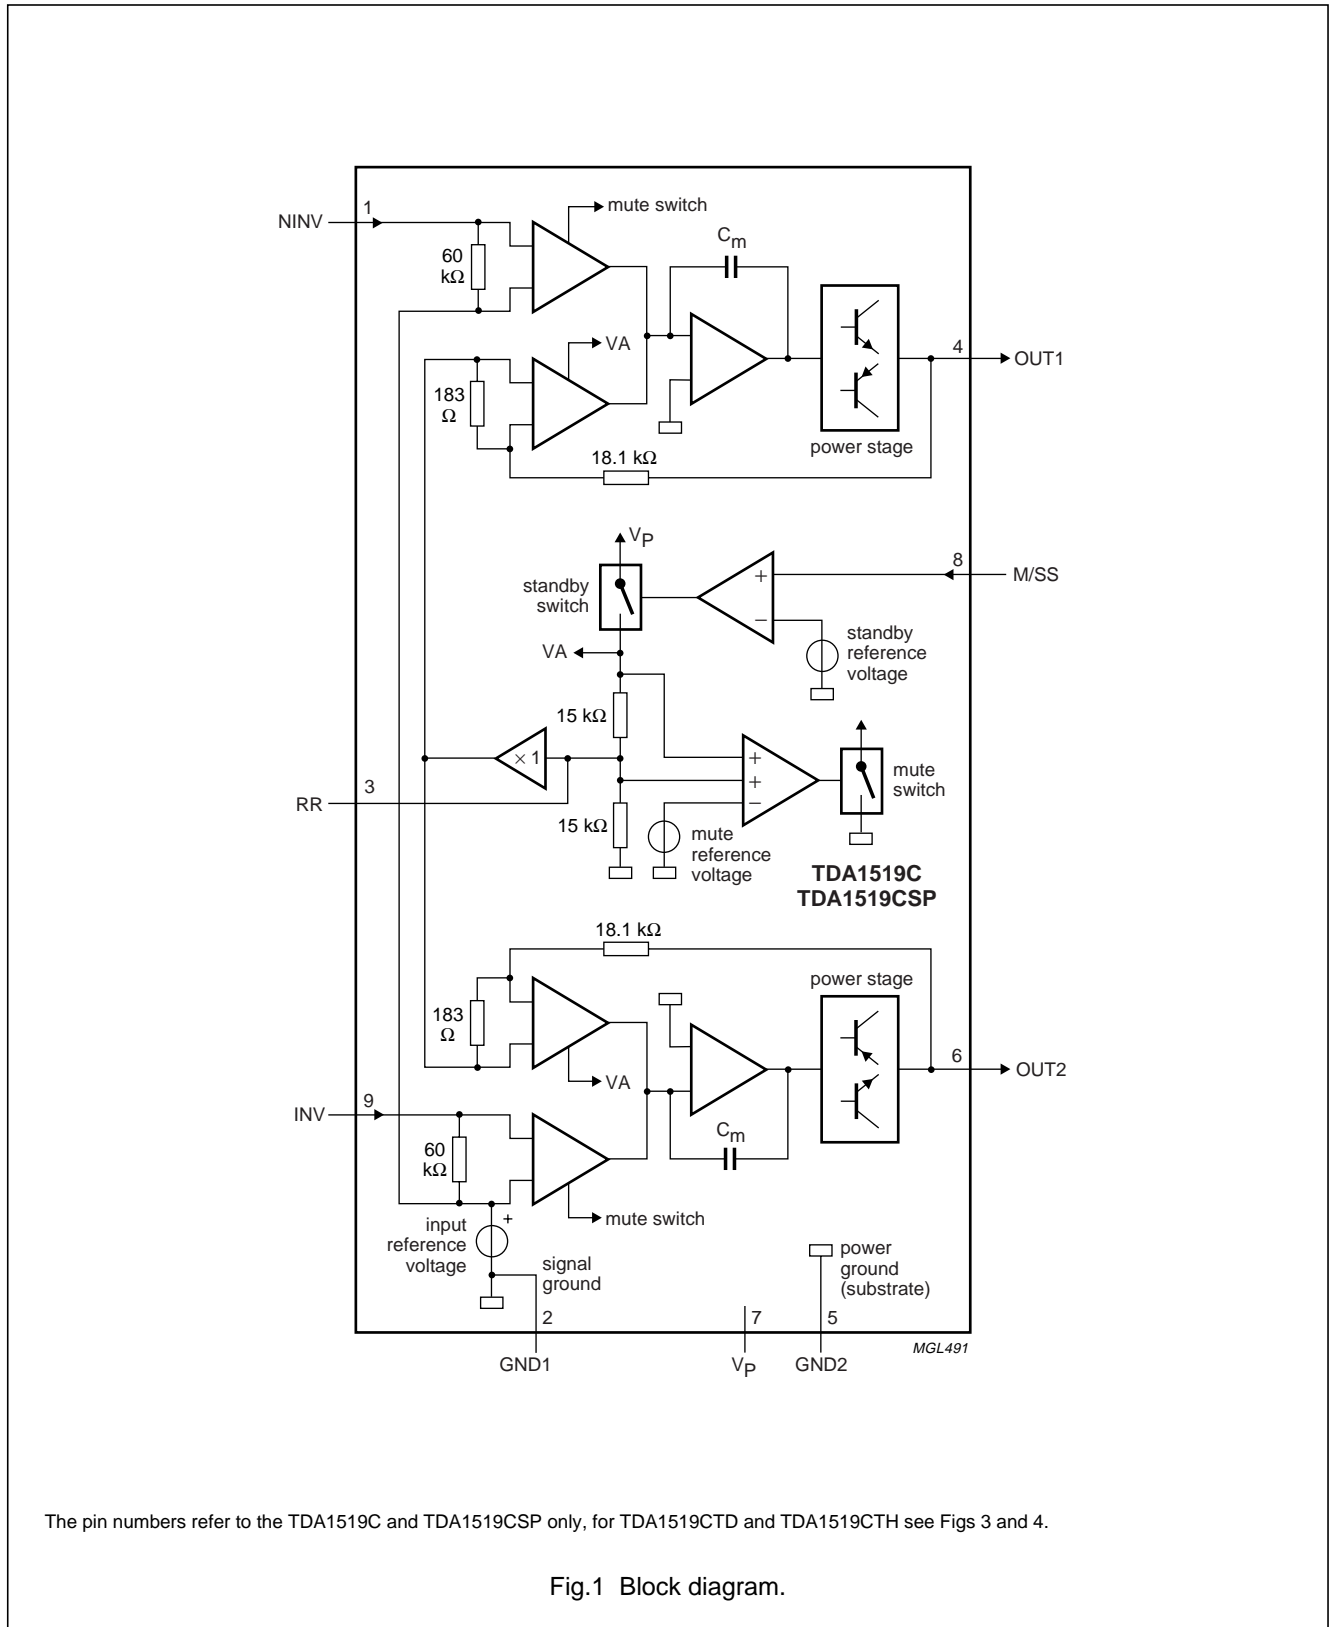 NINV
1
mute switch
60
kΩ
Cm
VA
183
Ω
4
OUT1
18.1 kΩ
power stage
VP
8
M/SS
standby
switch
+
−
standby
reference
voltage
VA
15 kΩ
× 1
+
+
−
mute
switch
3
RR
15 kΩ
mute
reference
voltage
TDA1519C
TDA1519CSP
18.1 kΩ
power stage
183
Ω
6
OUT2
VA
9
INV
Cm
60
kΩ
mute switch
+
input
reference
voltage
signal
ground
power
ground
(substrate)
2
7
5
MGL491
GND1
VP
GND2
The pin numbers refer to the TDA1519C and TDA1519CSP only, for TDA1519CTD and TDA1519CTH see Figs 3 and 4.
Fig.1 Block diagram.